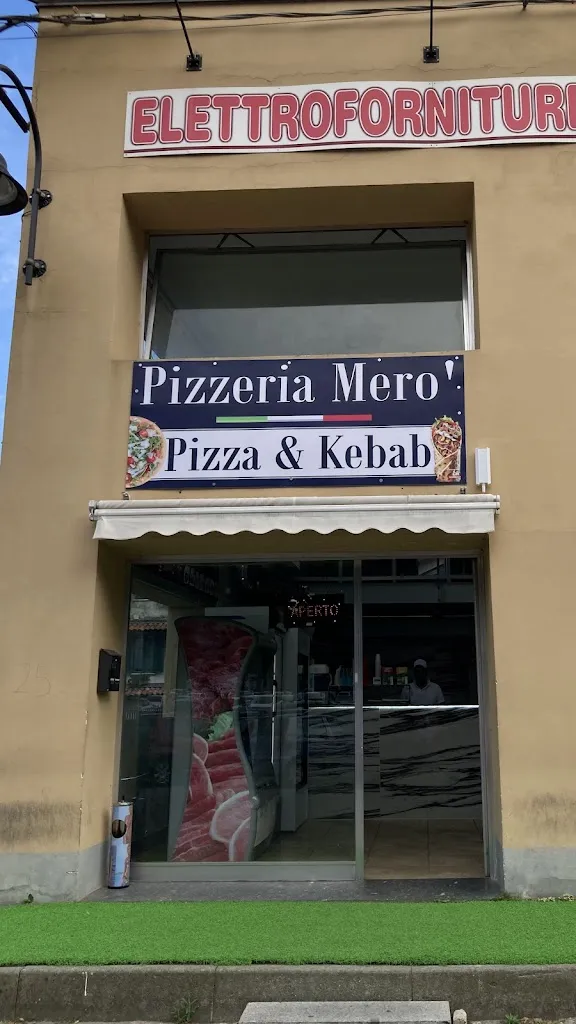 ELETTROFORNITURE
Pizzeria Mero'
Pizza & Kebab
APERTO